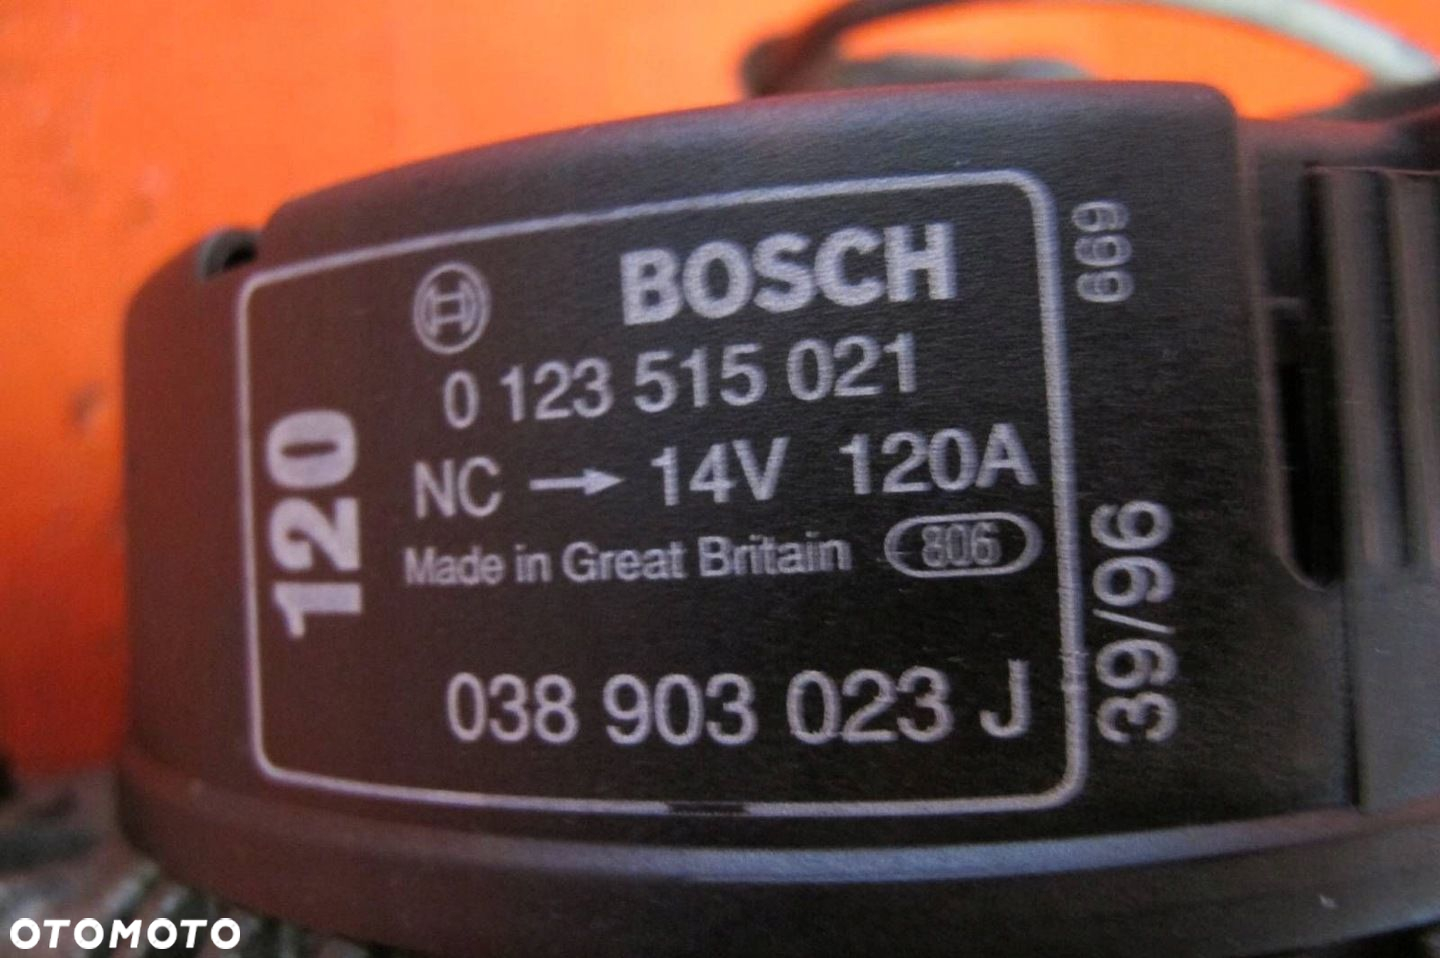 BOSCH
0 123 515 021
NC → 14V 120A
Made in Great Britain 806
038 903 023 J
120
669
39/96
OTOMOTO